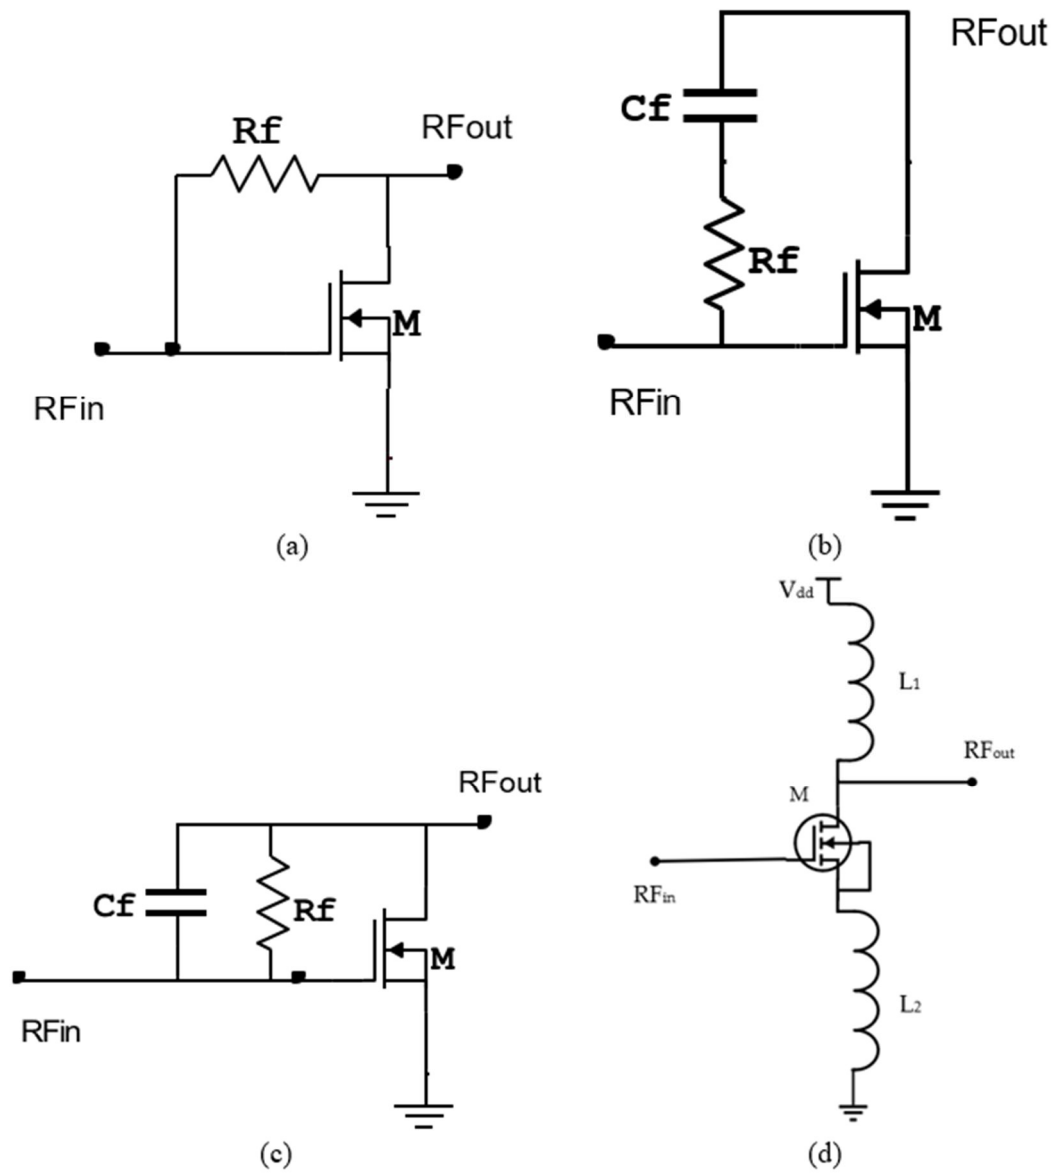 Rf
RFout
M
RFin
(a)
RFout
Cf
Rf
M
RFin
(b)
RFout
Cf
Rf
M
RFin
(c)
Vdd
L1
RFout
M
RFin
L2
(d)